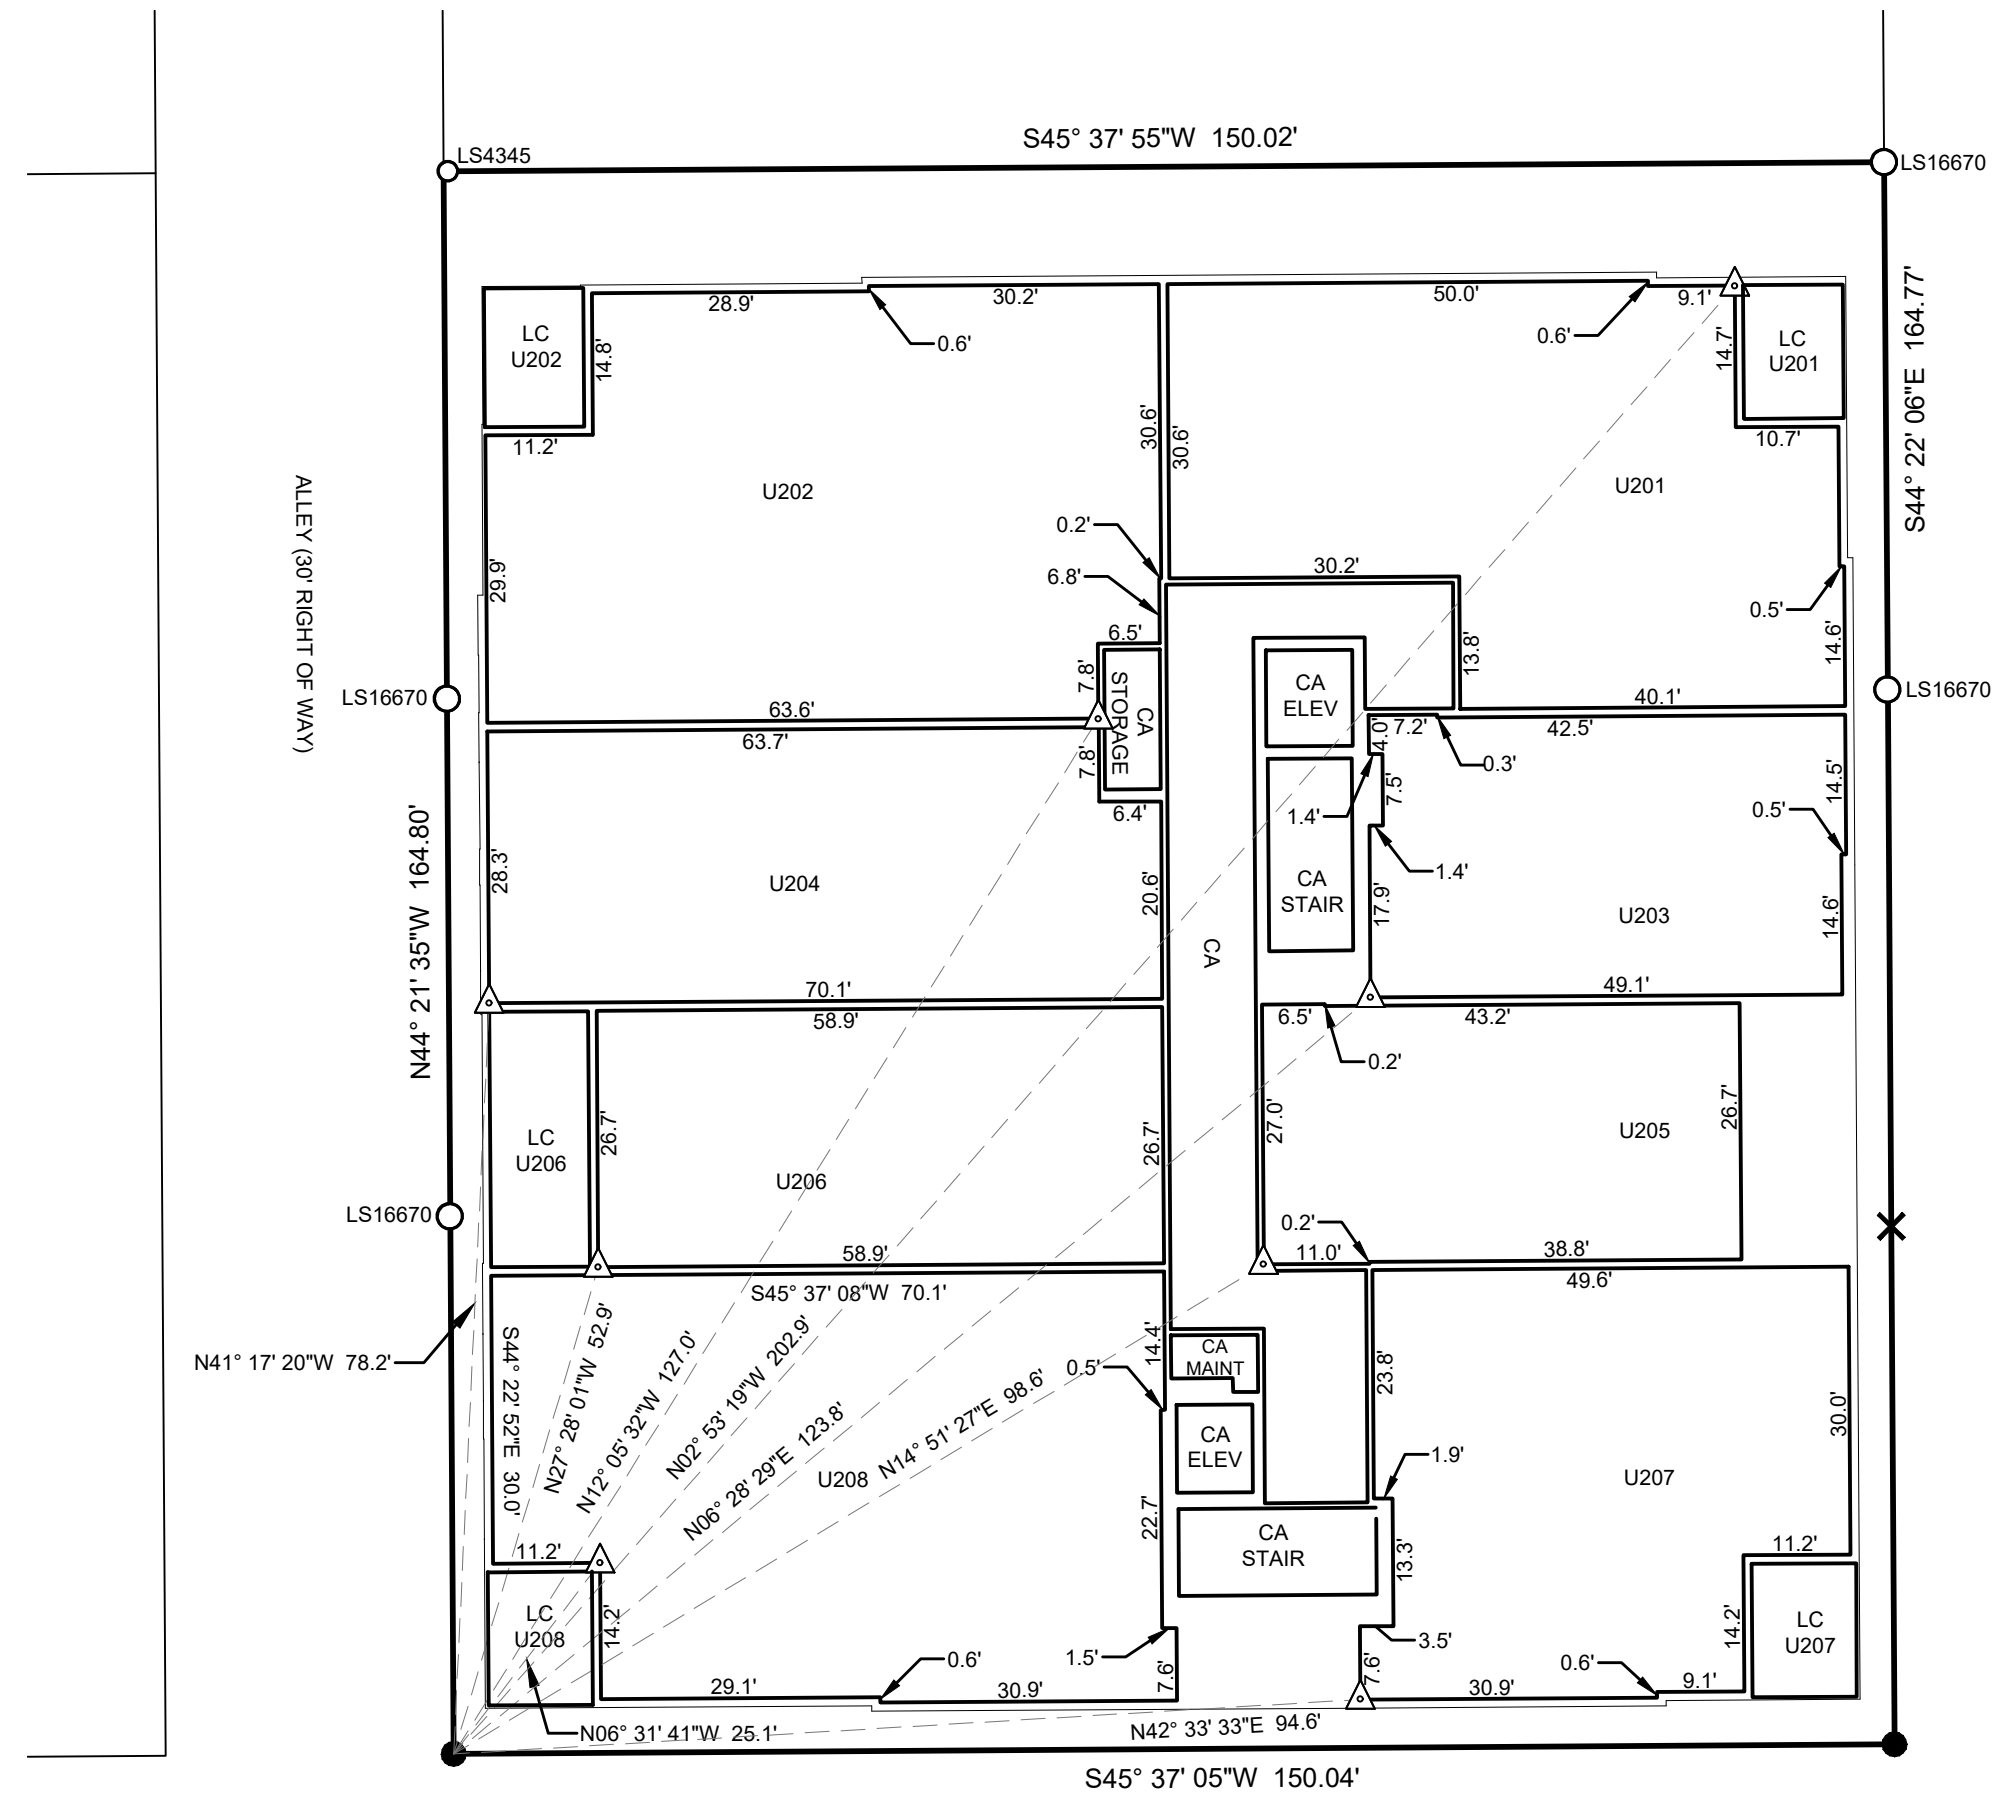 S45° 37' 55"W 150.02'
LS4345
LS16670
28.9'
30.2'
50.0'
9.1'
0.6'
0.6'
LC
U202
14.8'
14.7'
LC
U201
S44° 22' 06"E 164.77'
11.2'
10.7'
30.6'
30.6'
U202
U201
ALLEY (30' RIGHT OF WAY)
0.2'
6.8'
30.2'
29.9'
0.5'
14.6'
6.5'
13.8'
7.8'
CA
STORAGE
CA
ELEV
LS16670
LS16670
63.6'
40.1'
63.7'
7.8'
4.0'
7.2'
42.5'
0.3'
14.5'
7.5'
1.4'
0.5'
6.4'
1.4'
N44° 21' 35"W 164.80'
28.3'
U204
20.6'
CA
STAIR
17.9'
U203
14.6'
CA
70.1'
49.1'
58.9'
6.5'
43.2'
0.2'
LC
U206
26.7'
U206
26.7'
27.0'
U205
26.7'
LS16670
0.2'
58.9'
11.0'
38.8'
S45° 37' 08"W 70.1'
49.6'
N41° 17' 20"W 78.2'
S44° 22' 52"E 30.0'
N27° 28' 01"W 52.9'
N12° 05' 32"W 127.0'
N02° 53' 19"W 202.9'
N06° 28' 29"E 123.8'
N14° 51' 27"E 98.6'
14.4'
0.5'
CA
MAINT
23.8'
30.0'
CA
ELEV
1.9'
U208
U207
22.7'
CA
STAIR
13.3'
11.2'
11.2'
LC
U208
14.2'
14.2'
LC
U207
1.5'
3.5'
0.6'
0.6'
7.6'
7.6'
29.1'
30.9'
30.9'
9.1'
N06° 31' 41"W 25.1'
N42° 33' 33"E 94.6'
S45° 37' 05"W 150.04'